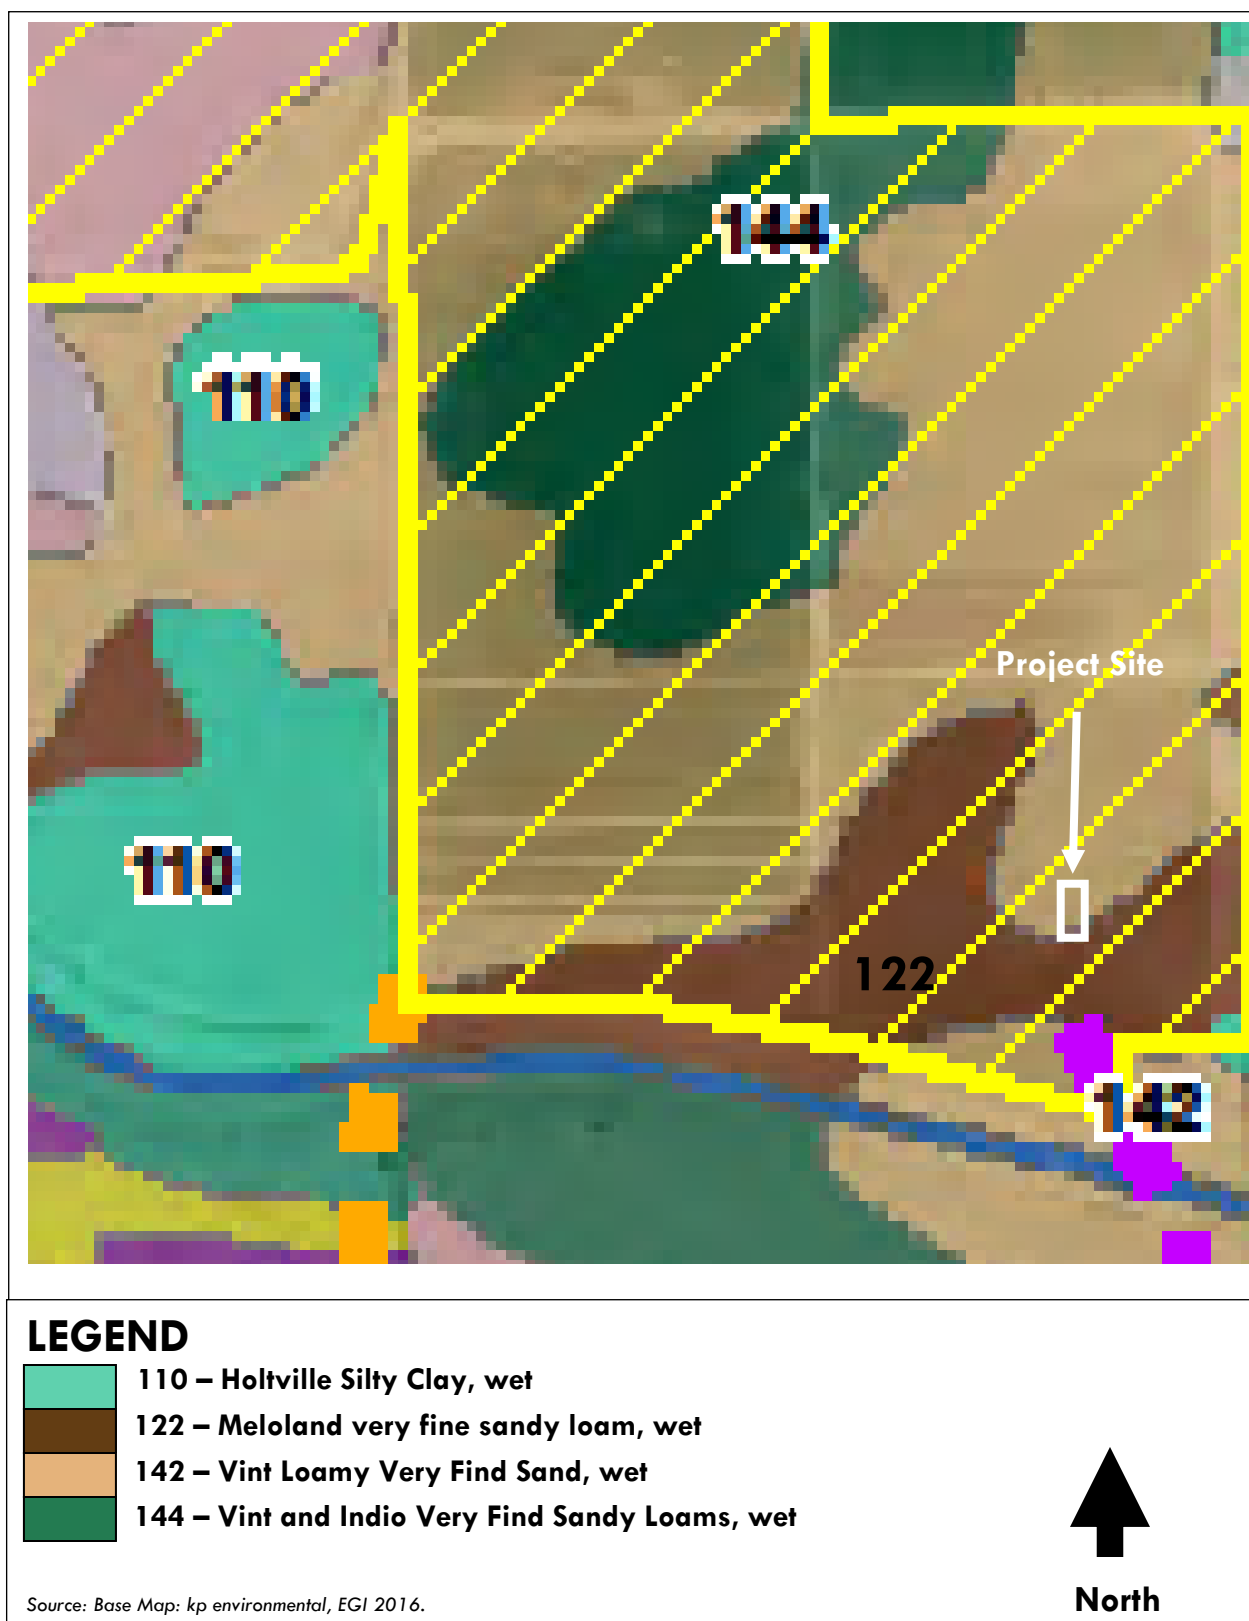 144
110
Project Site
110
122
142
LEGEND
110 – Holtville Silty Clay, wet
122 – Meloland very fine sandy loam, wet
142 – Vint Loamy Very Find Sand, wet
144 – Vint and Indio Very Find Sandy Loams, wet
North
Source: Base Map: kp environmental, EGI 2016.